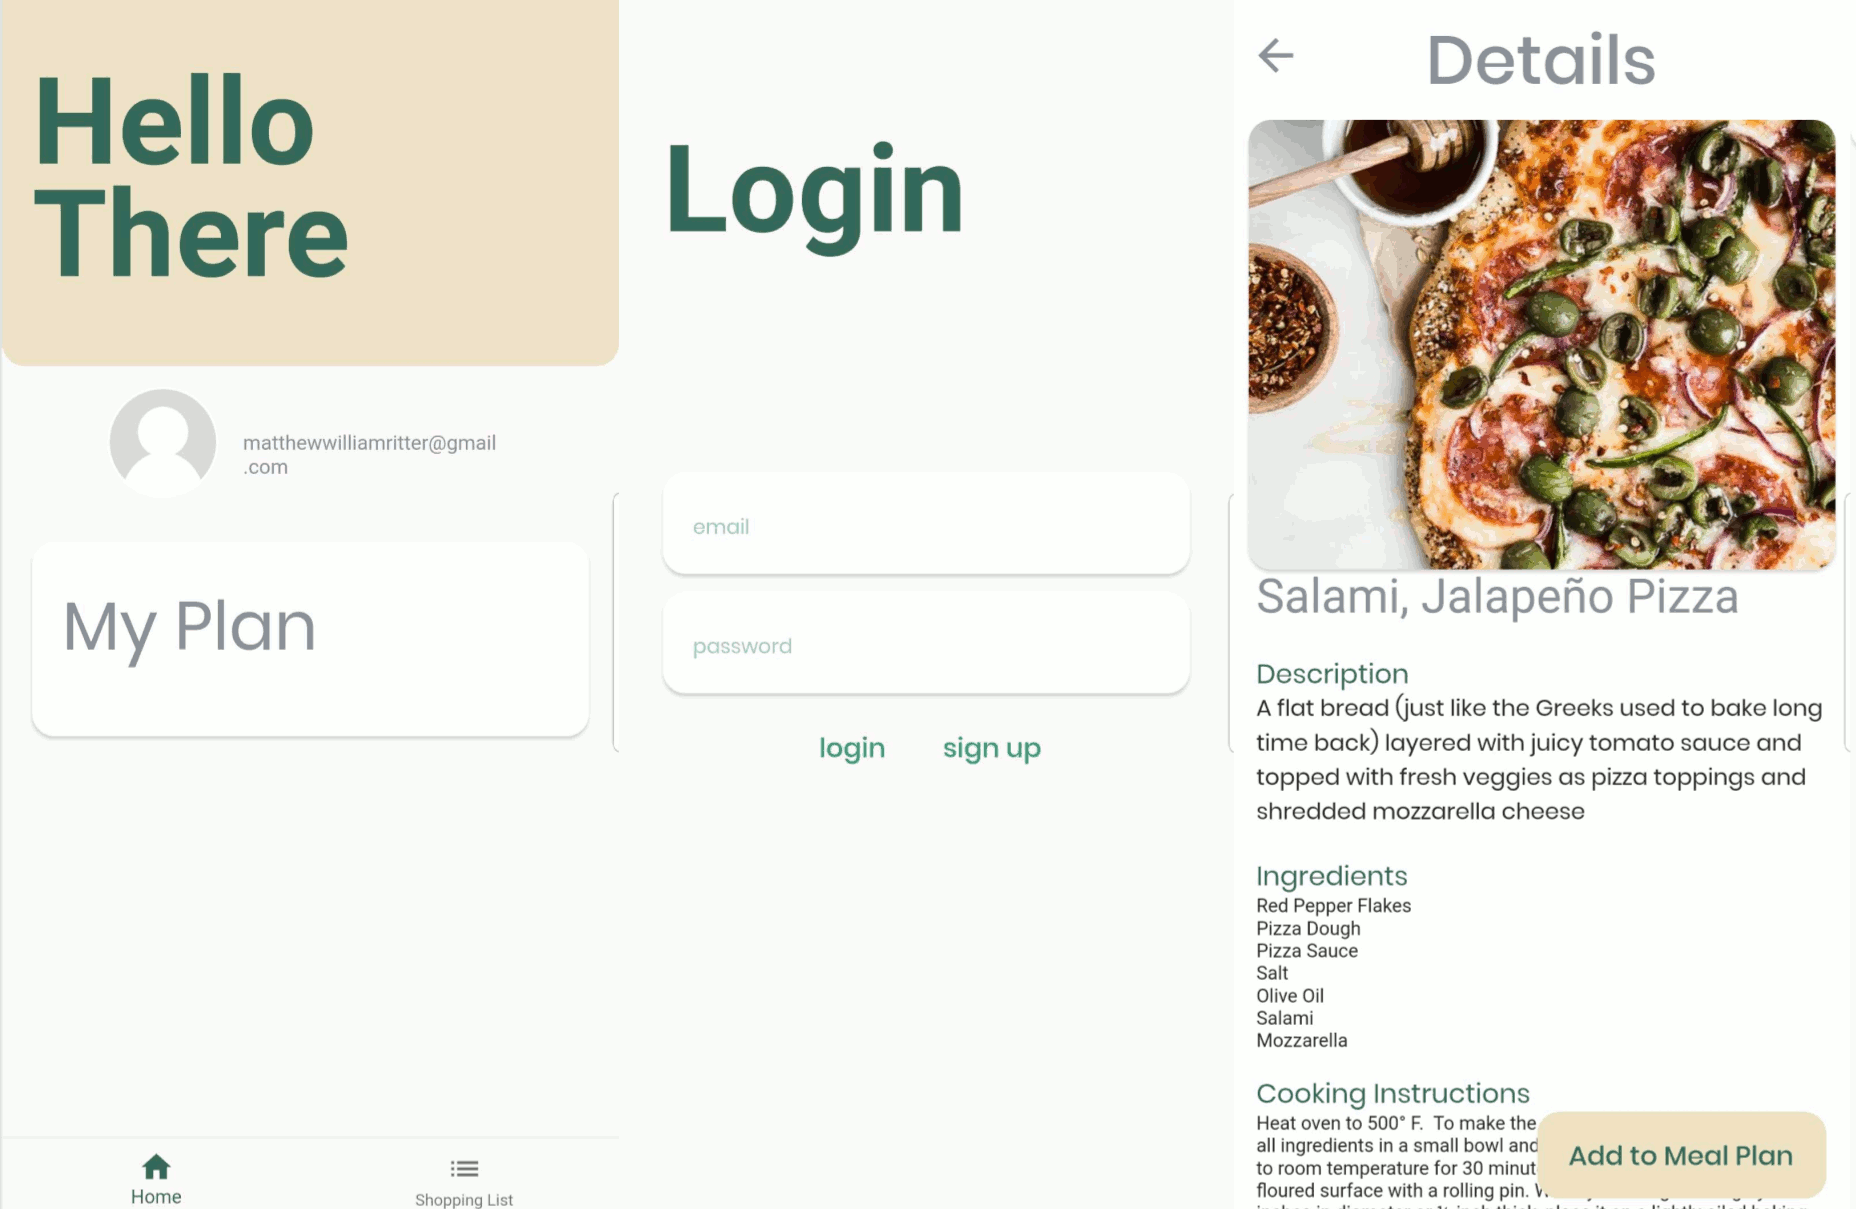 Hello
There
matthewwilliamritter@gmail
.com
My Plan
Home
Shopping List
Login
email
password
login
sign up
Details
Salami, Jalapeño Pizza
Description
A flat bread (just like the Greeks used to bake long
time back) layered with juicy tomato sauce and
topped with fresh veggies as pizza toppings and
shredded mozzarella cheese
Ingredients
Red Pepper Flakes
Pizza Dough
Pizza Sauce
Salt
Olive Oil
Salami
Mozzarella
Cooking Instructions
Heat oven to 500° F. To make the
all ingredients in a small bowl and
to room temperature for 30 minut
floured surface with a rolling pin.
Add to Meal Plan